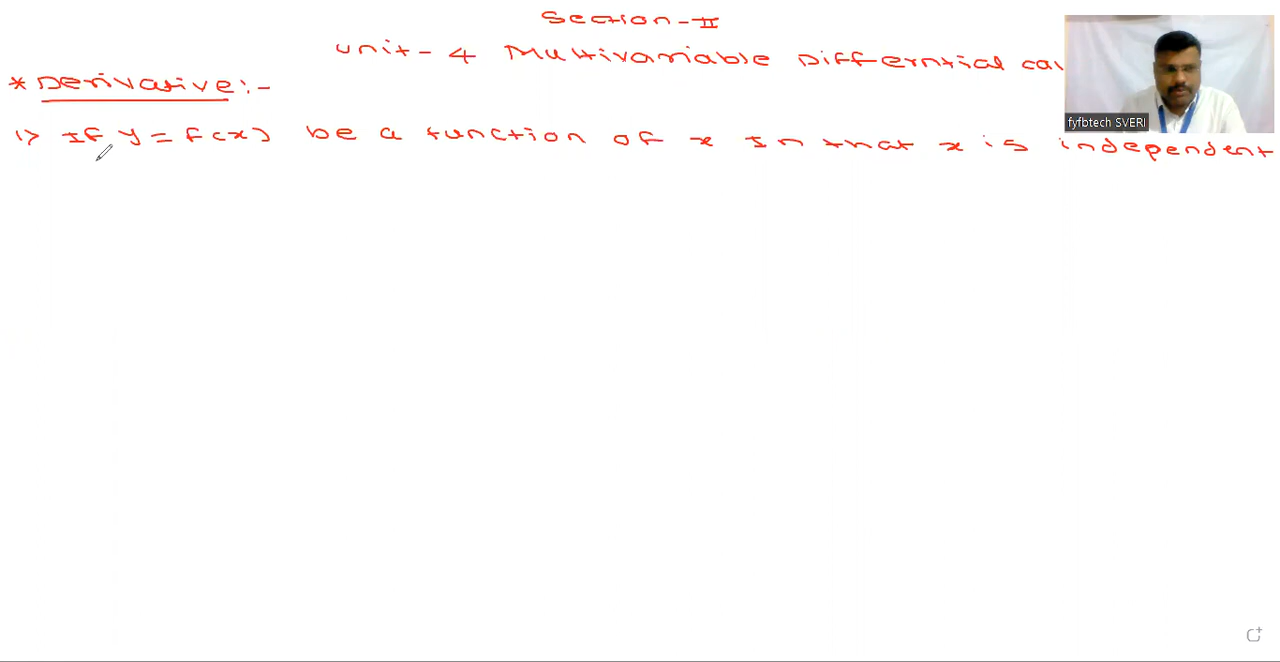 Section-II
Unit-4 Multivariable Differntial cal
* Derivative:-
1) If y = f(x) be a function of x In that x is independent
fyfbtech SVERI